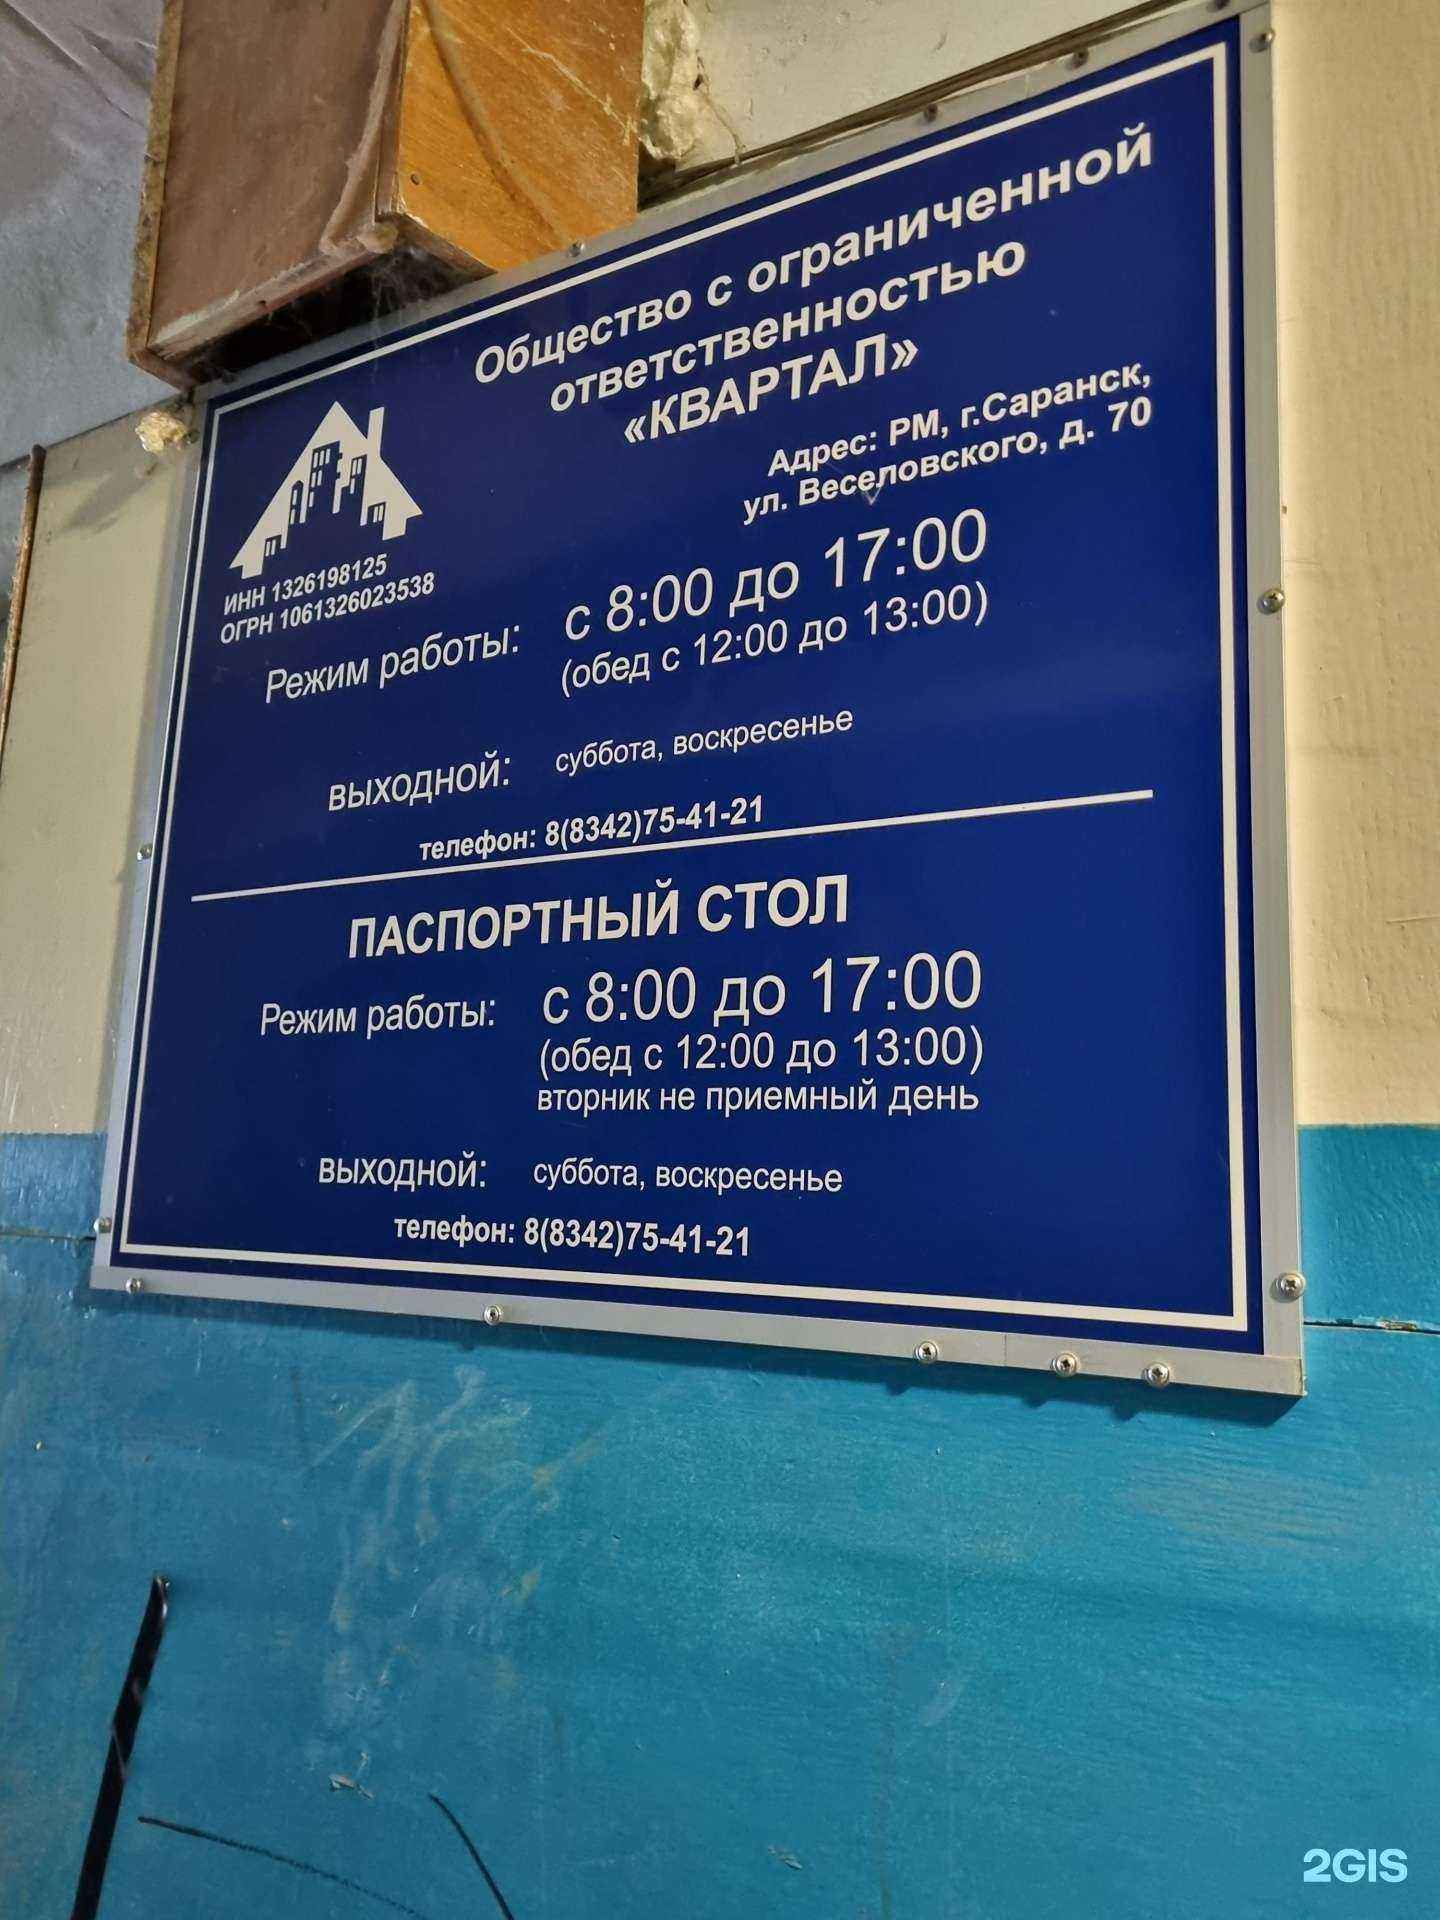 Общество с ограниченной
ответственностью
«КВАРТАЛ»
Адрес: РМ, г.Саранск,
ул. Веселовского, д. 70
ИНН 1326198125
ОГРН 1061326023538
Режим работы: с 8:00 до 17:00
(обед с 12:00 до 13:00)
выходной: суббота, воскресенье
телефон: 8(8342)75-41-21
ПАСПОРТНЫЙ СТОЛ
Режим работы: с 8:00 до 17:00
(обед с 12:00 до 13:00)
вторник не приемный день
выходной: суббота, воскресенье
телефон: 8(8342)75-41-21
2GIS